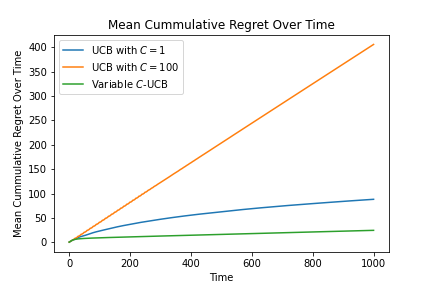 Mean Cummulative Regret Over Time
UCB with C = 1
UCB with C = 100
Variable C-UCB
Mean Cummulative Regret Over Time
400
350
300
250
200
150
100
50
0
0 200 400 600 800 1000
Time